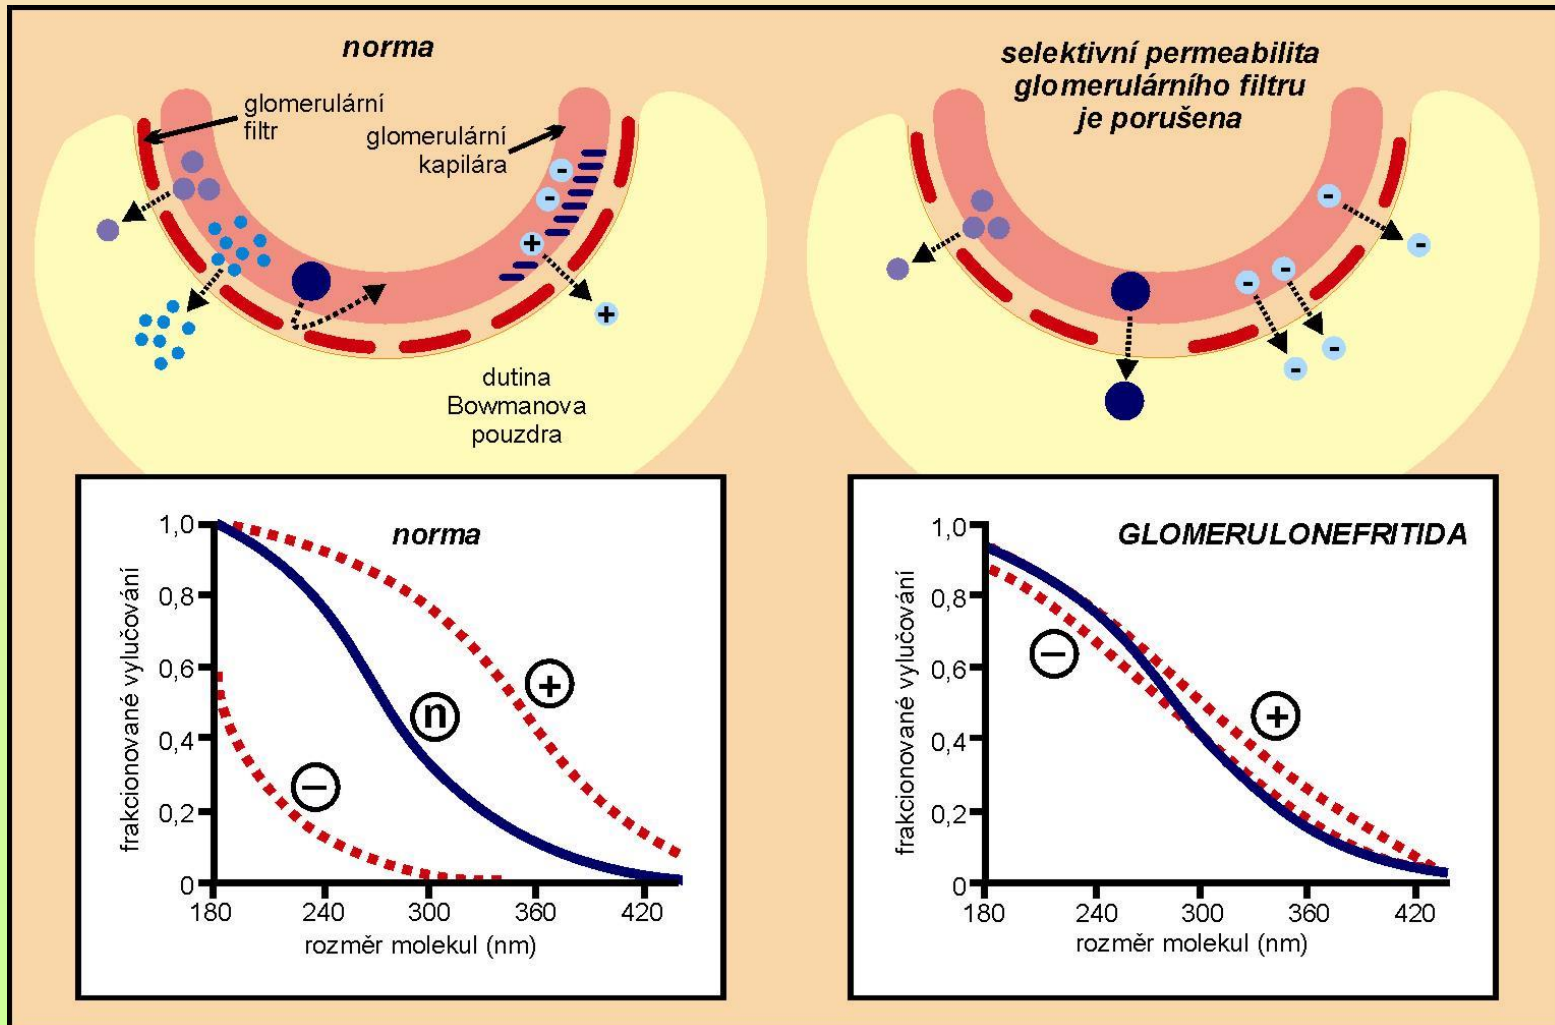 norma
glomerulární
filtr
glomerulární
kapilára
-
-
+
+
dutina
Bowmanova
pouzdra
selektivní permeabilita
glomerulárního filtru
je porušena
-
-
-
-
-
-
norma
frakcionované vylučování
1,0
0,8
0,6
0,4
0,2
0
180
240
300
360
420
rozměr molekul (nm)
+
n
−
GLOMERULONEFRITIDA
frakcionované vylučování
1,0
0,8
0,6
0,4
0,2
0
180
240
300
360
420
rozměr molekul (nm)
−
+